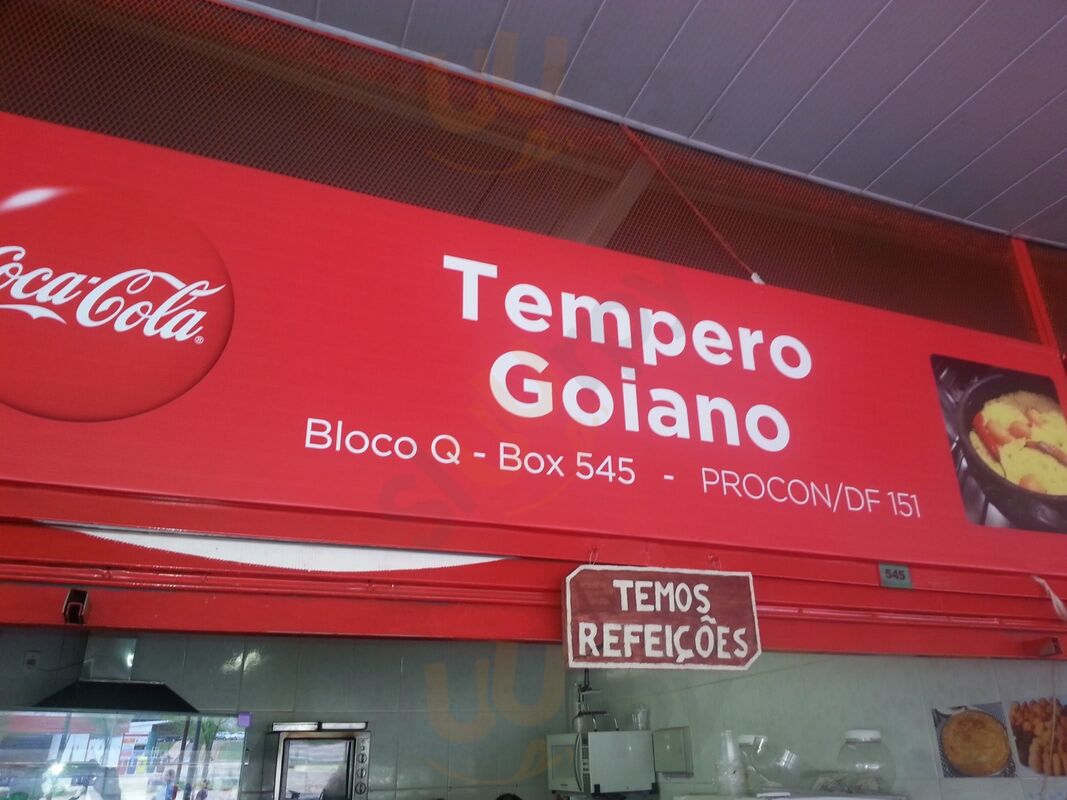 Coca-Cola
Tempero
Goiano
Bloco Q - Box 545 - PROCON/DF 151
545
TEMOS
REFEIÇÕES